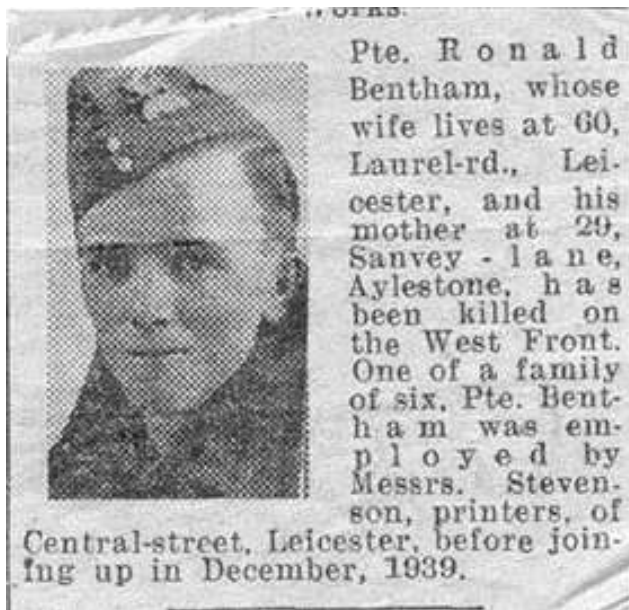 WORKS.
Pte. Ronald
Bentham, whose
wife lives at 60,
Laurel-rd., Lei-
cester, and his
mother at 29,
Sanvey - lane,
Aylestone, has
been killed on
the West Front.
One of a family
of six, Pte. Bent-
ham was em-
ployed by
Messrs. Steven-
son, printers, of
Central-street, Leicester, before join-
ing up in December, 1939.